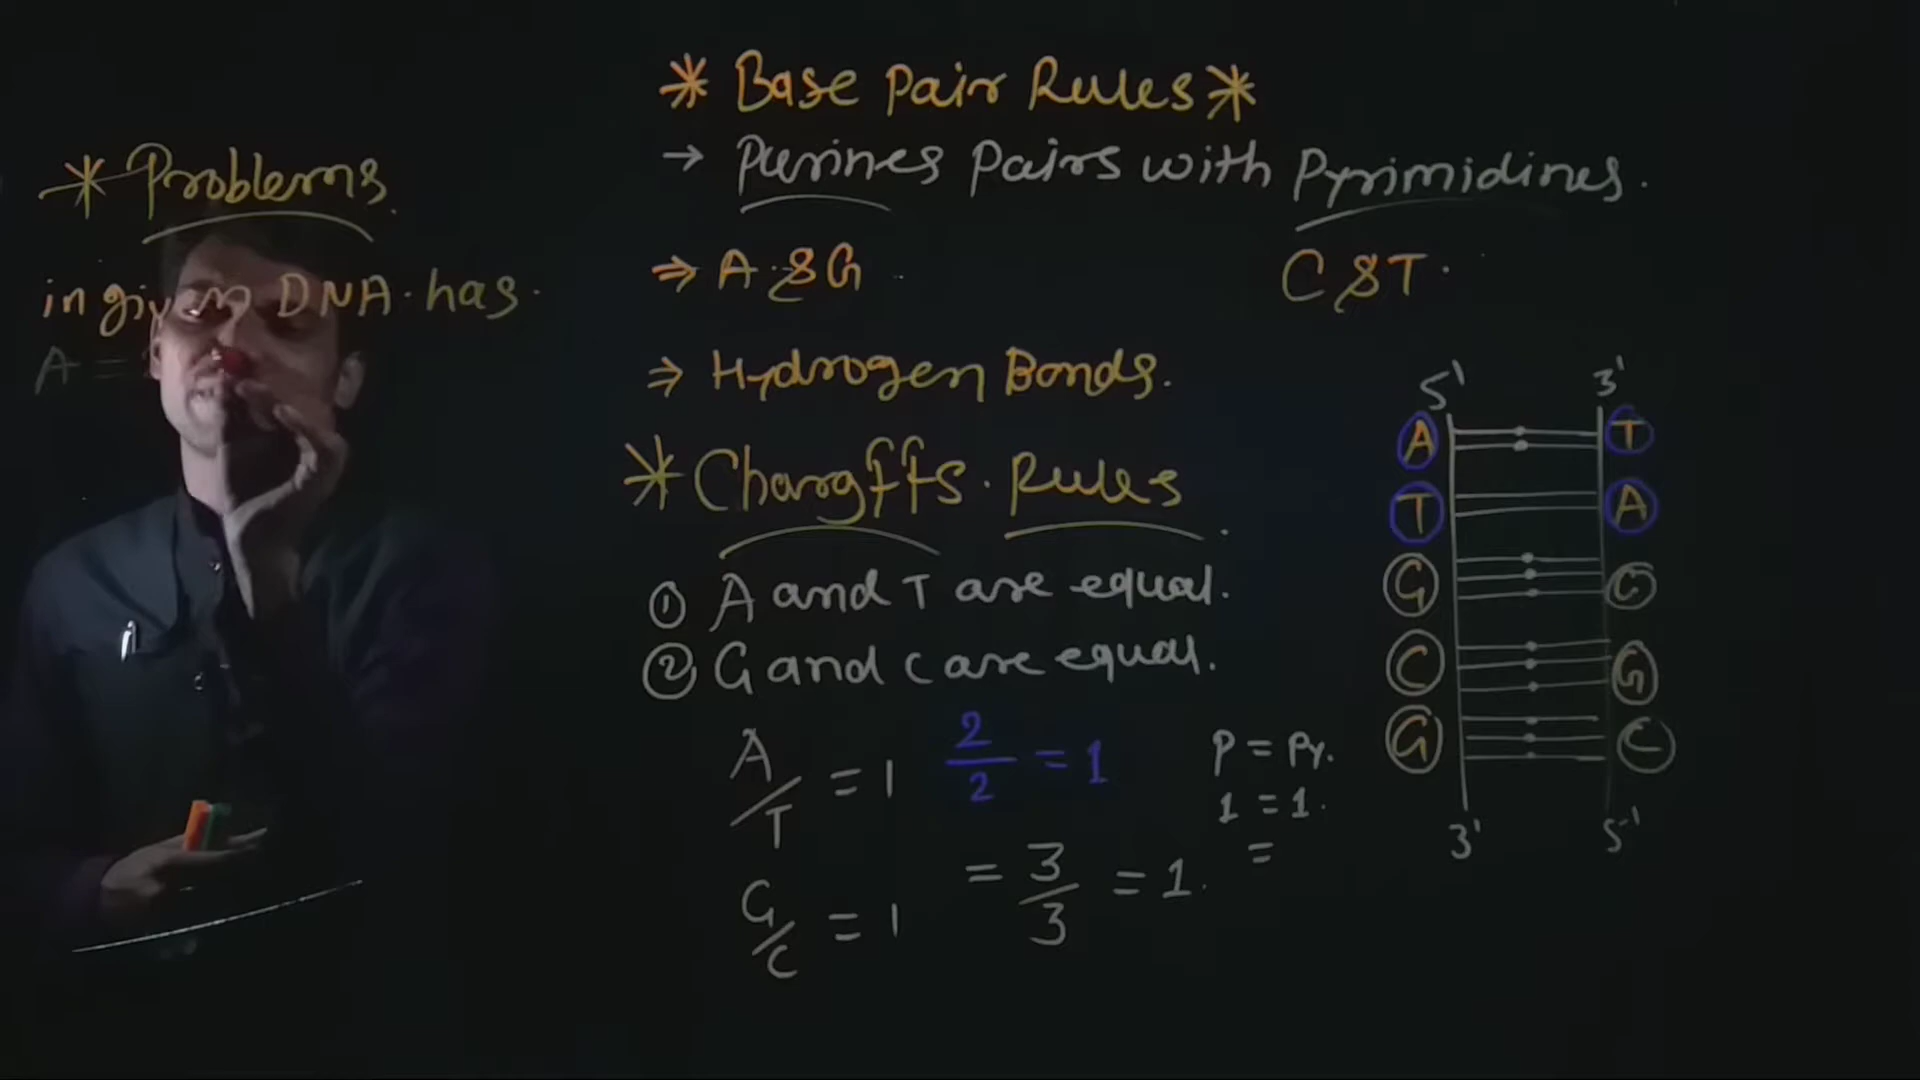 * Base Pair Rules *
→ Purines Pairs with Pyrimidines.
⇒ A & G
C & T.
⇒ Hydrogen Bonds.
* Chargffs. Rules
① A and T are equal.
② G and C are equal.
A/T = 1
2/2 = 1
G/C = 1
= 3/3 = 1.
P = Py.
1 = 1.
=
* Problems.
in given DNA. has.
A =
5' 3'
A T
T A
G C
C G
G C
3' 5'